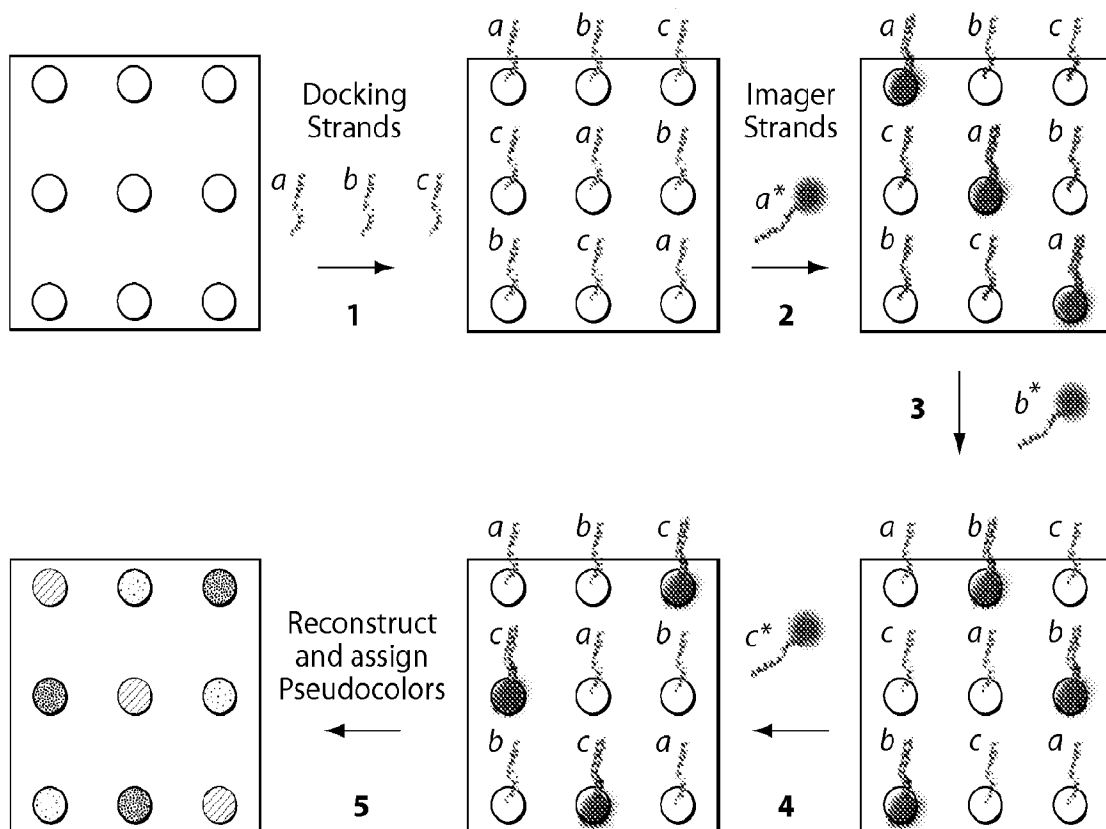 a b c
a b c
Docking
Strands
Imager
Strands
c a b
c a b
a b c
a*
b c a
b c a
1
2
3
b*
a b c
a b c
Reconstruct
and assign
Pseudocolors
c a b
c*
c a b
b c a
b c a
5
4